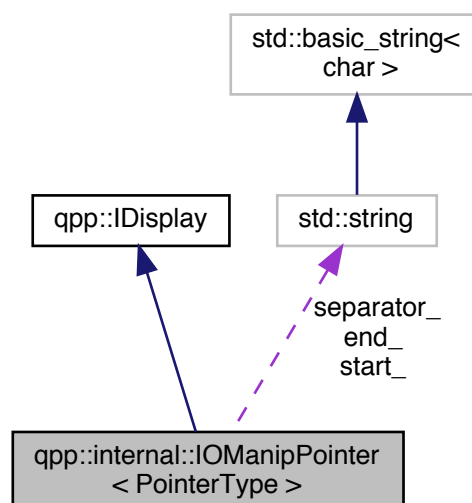 std::basic_string<
char >
qpp::IDisplay
std::string
separator_
end_
start_
qpp::internal::IOManipPointer
< PointerType >